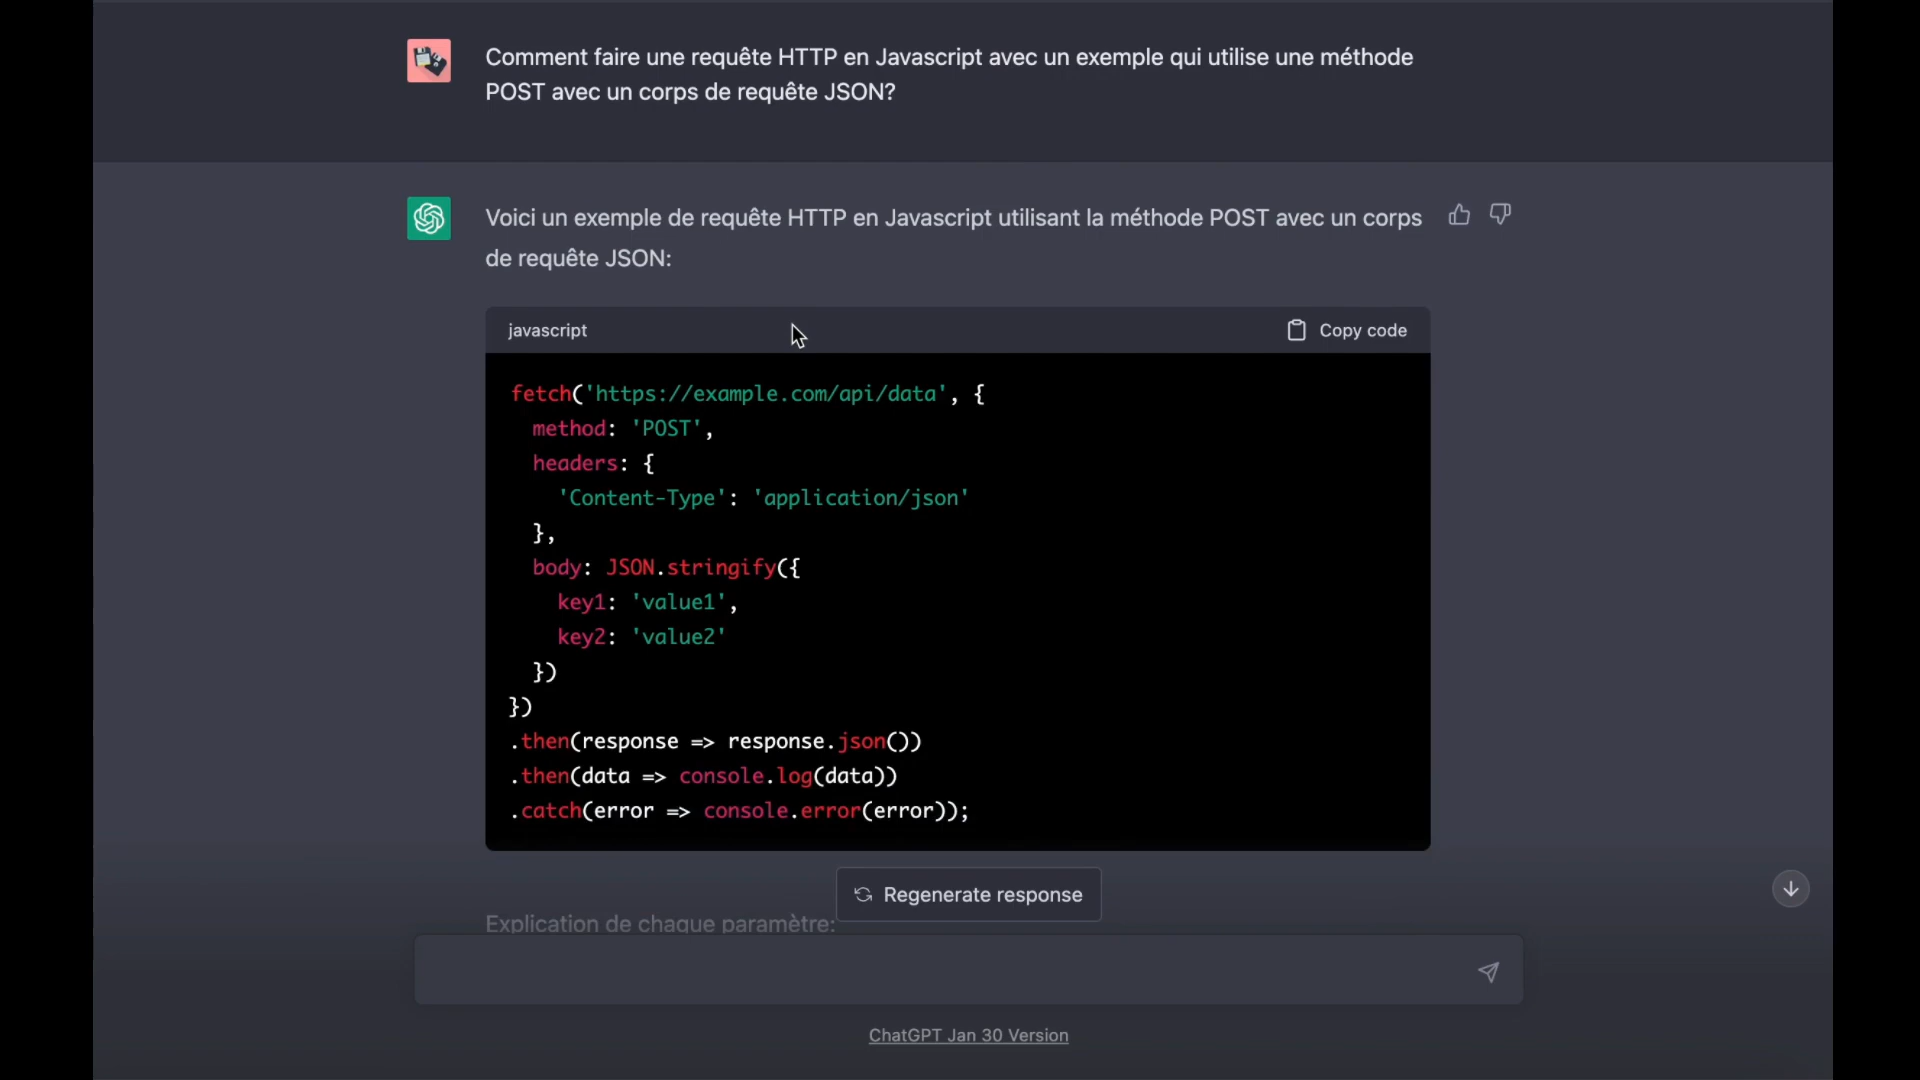 Comment faire une requête HTTP en Javascript avec un exemple qui utilise une méthode
POST avec un corps de requête JSON?
Voici un exemple de requête HTTP en Javascript utilisant la méthode POST avec un corps
de requête JSON:
javascript
Copy code
fetch('https://example.com/api/data', {
  method: 'POST',
  headers: {
    'Content-Type': 'application/json'
  },
  body: JSON.stringify({
    key1: 'value1',
    key2: 'value2'
  })
})
.then(response => response.json())
.then(data => console.log(data))
.catch(error => console.error(error));
Regenerate response
Explication de chaque paramètre:
ChatGPT Jan 30 Version